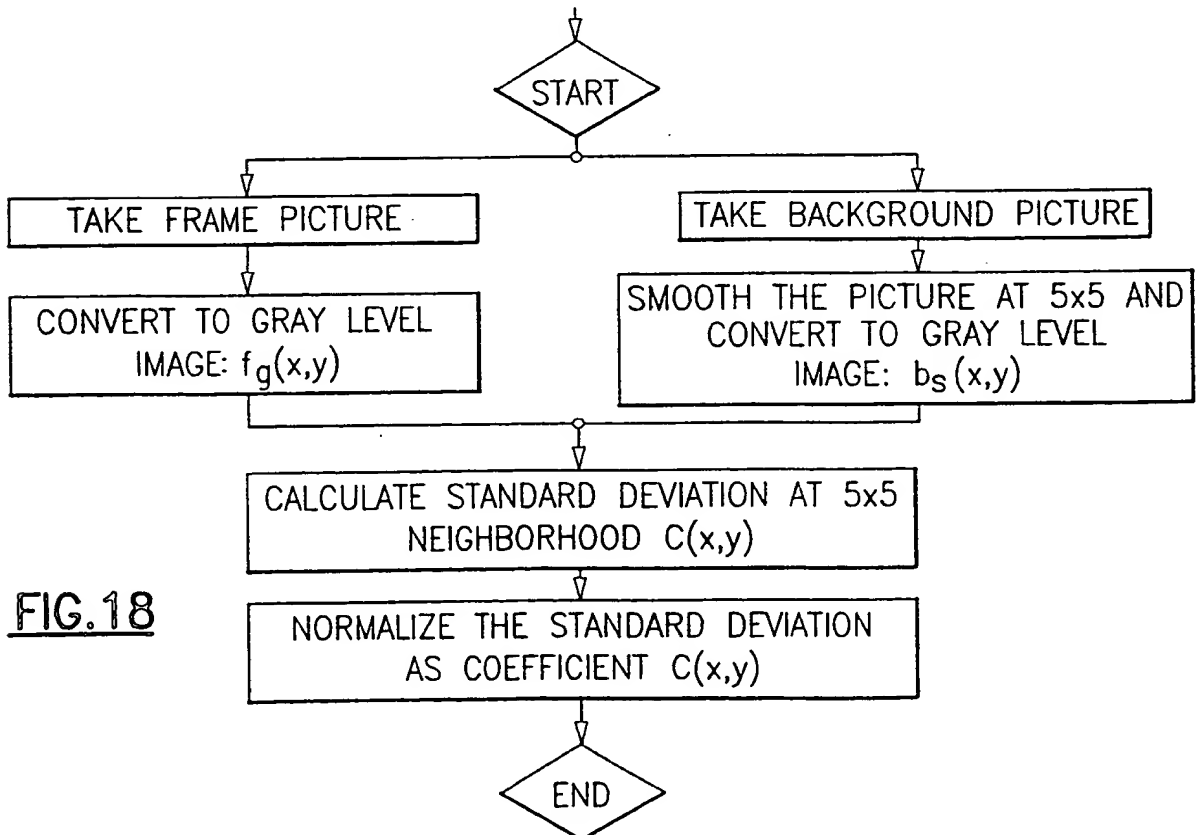 START
TAKE FRAME PICTURE
TAKE BACKGROUND PICTURE
CONVERT TO GRAY LEVEL
IMAGE: fg(x,y)
SMOOTH THE PICTURE AT 5x5 AND
CONVERT TO GRAY LEVEL
IMAGE: bs(x,y)
CALCULATE STANDARD DEVIATION AT 5x5
NEIGHBORHOOD C(x,y)
NORMALIZE THE STANDARD DEVIATION
AS COEFFICIENT C(x,y)
FIG.18
END